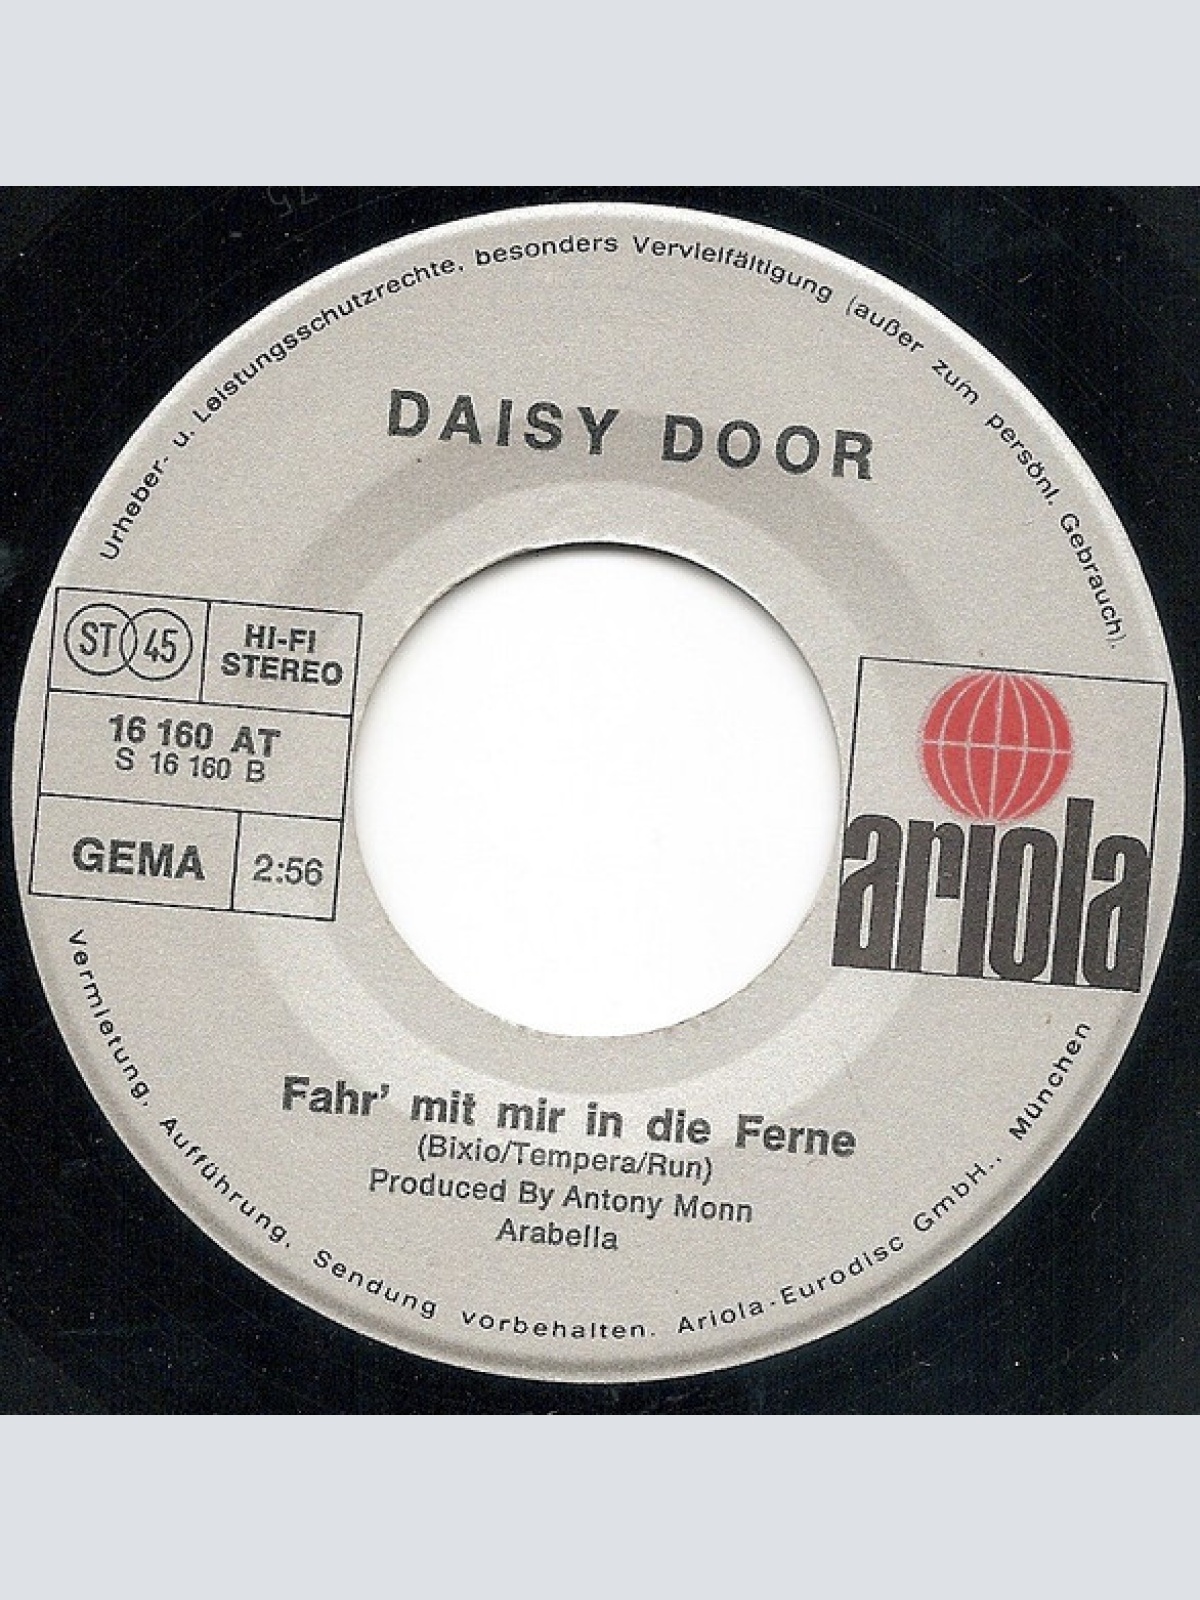 Urheber- u. Leistungsschutzrechte, besonders Vervielfältigung (außer zum persönl. Gebrauch).
DAISY DOOR
ST 45
HI-FI
STEREO
16 160 AT
S 16 160 B
GEMA
2:56
ariola
Fahr' mit mir in die Ferne
(Bixio/Tempera/Run)
Produced By Antony Monn
Arabella
Vermietung, Aufführung, Sendung vorbehalten. Ariola-Eurodisc GmbH., München